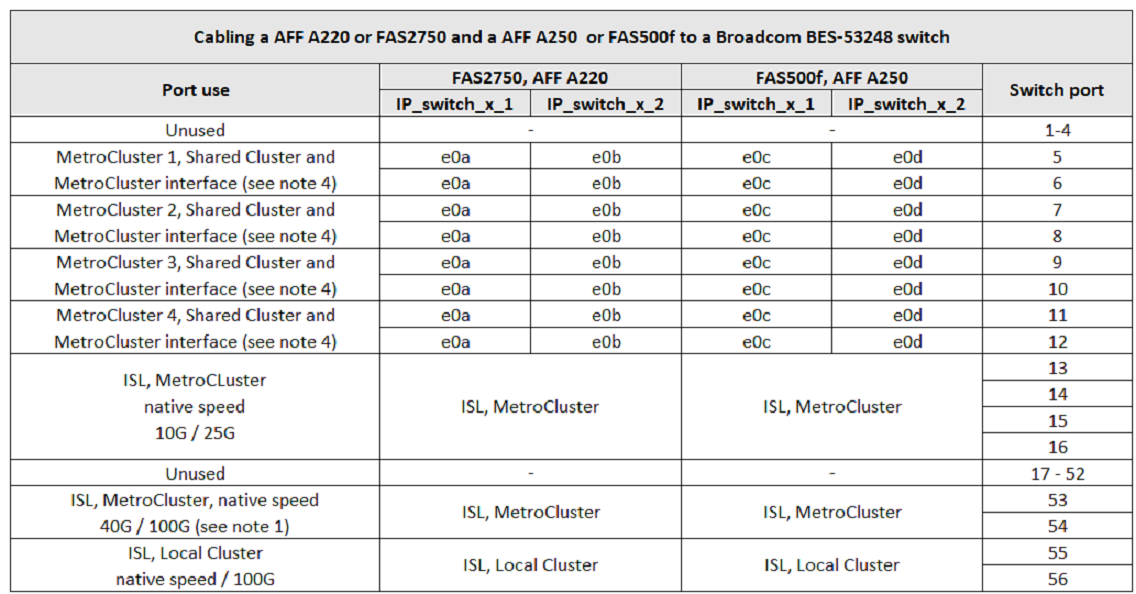 Cabling a AFF A220 or FAS2750 and a AFF A250 or FAS500f to a Broadcom BES-53248 switch
Port use FAS2750, AFF A220 FAS500f, AFF A250 Switch port
IP_switch_x_1 IP_switch_x_2 IP_switch_x_1 IP_switch_x_2
Unused - - 1-4
MetroCluster 1, Shared Cluster and e0a e0b e0c e0d 5
MetroCluster interface (see note 4) e0a e0b e0c e0d 6
MetroCluster 2, Shared Cluster and e0a e0b e0c e0d 7
MetroCluster interface (see note 4) e0a e0b e0c e0d 8
MetroCluster 3, Shared Cluster and e0a e0b e0c e0d 9
MetroCluster interface (see note 4) e0a e0b e0c e0d 10
MetroCluster 4, Shared Cluster and e0a e0b e0c e0d 11
MetroCluster interface (see note 4) e0a e0b e0c e0d 12
ISL, MetroCLuster
native speed
10G / 25G
ISL, MetroCluster ISL, MetroCluster
13
14
15
16
Unused - - 17 - 52
ISL, MetroCluster, native speed
40G / 100G (see note 1)
ISL, MetroCluster ISL, MetroCluster
53
54
ISL, Local Cluster
native speed / 100G
ISL, Local Cluster ISL, Local Cluster
55
56